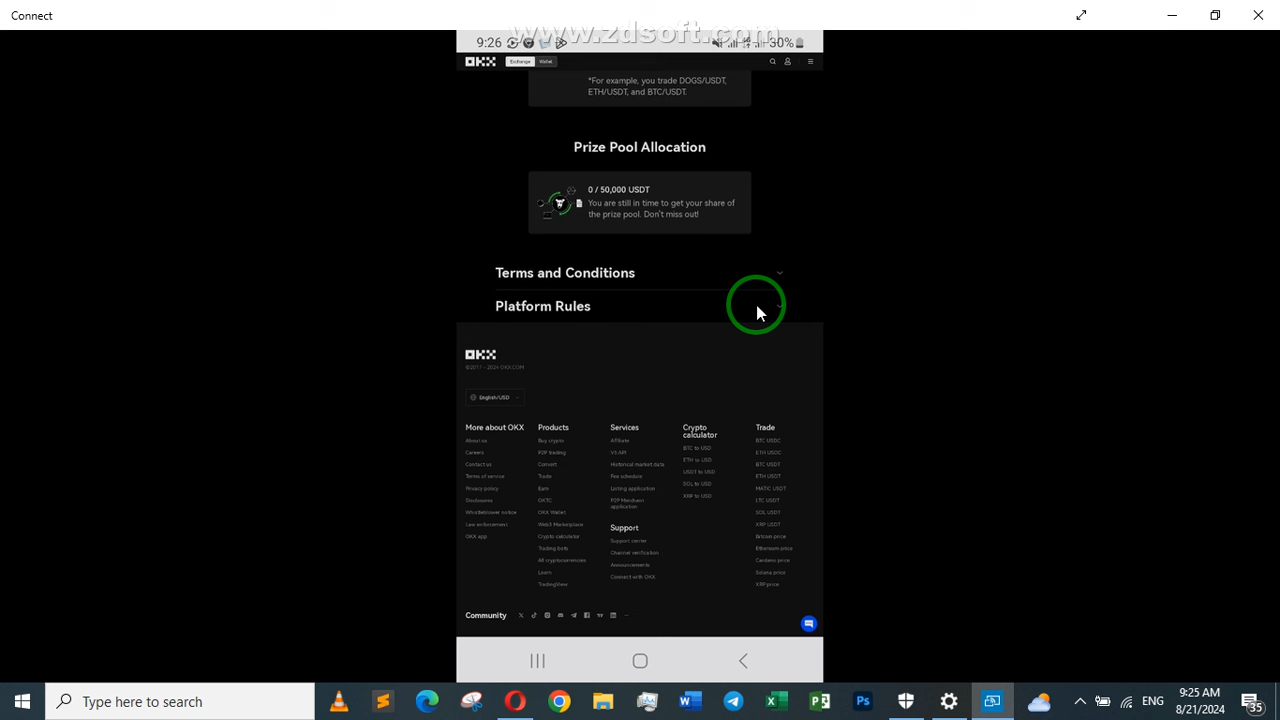 Connect
www.zdsoft.com
9:26
30%
OKX Exchange Wallet
*For example, you trade DOGS/USDT,
ETH/USDT, and BTC/USDT.
Prize Pool Allocation
0 / 50,000 USDT
You are still in time to get your share of
the prize pool. Don't miss out!
Terms and Conditions
Platform Rules
OKX
©2017 - 2024 OKX.COM
English/USD
More about OKX
About us
Careers
Contact us
Terms of service
Privacy policy
Disclosures
Whistleblower notice
Law enforcement
OKX app
Products
Buy crypto
P2P trading
Convert
Trade
Earn
OKTC
OKX Wallet
Web3 Marketplace
Crypto calculator
Trading bots
All cryptocurrencies
Learn
TradingView
Services
Affiliate
V5 API
Historical market data
Fee schedule
Listing application
P2P Merchant
application
Support
Support center
Channel verification
Announcements
Connect with OKX
Crypto
calculator
BTC to USD
ETH to USD
USDT to USD
SOL to USD
XRP to USD
Trade
BTC USDC
ETH USDC
BTC USDT
ETH USDT
MATIC USDT
LTC USDT
SOL USDT
XRP USDT
Bitcoin price
Ethereum price
Cardano price
Solana price
XRP price
Community
Type here to search
ENG
9:25 AM
8/21/2024
35